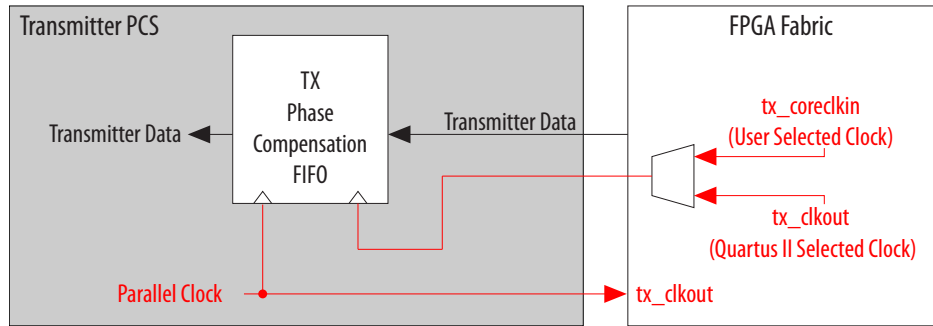 Transmitter PCS
FPGA Fabric
TX
Phase
Compensation
FIFO
Transmitter Data
Transmitter Data
tx_coreclkin
(User Selected Clock)
tx_clkout
(Quartus II Selected Clock)
Parallel Clock
tx_clkout